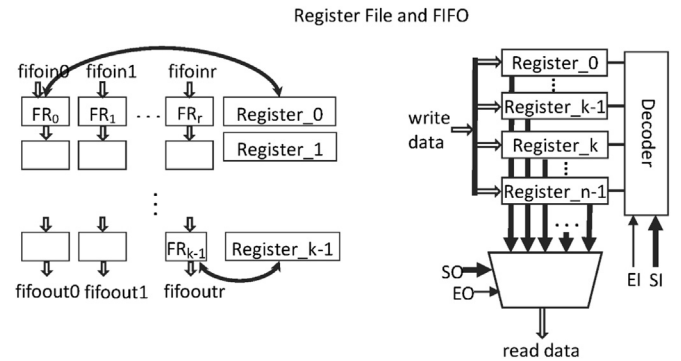 Register File and FIFO
fifoin0 fifoin1 fifoinr
FR0 FR1 ... FRr Register_0
Register_1
FRk-1 Register_k-1
fifoout0 fifoout1 fifooutr
write
data
Register_0
Register_k-1
Register_k
Register_n-1
Decoder
SO
EO
EI SI
read data